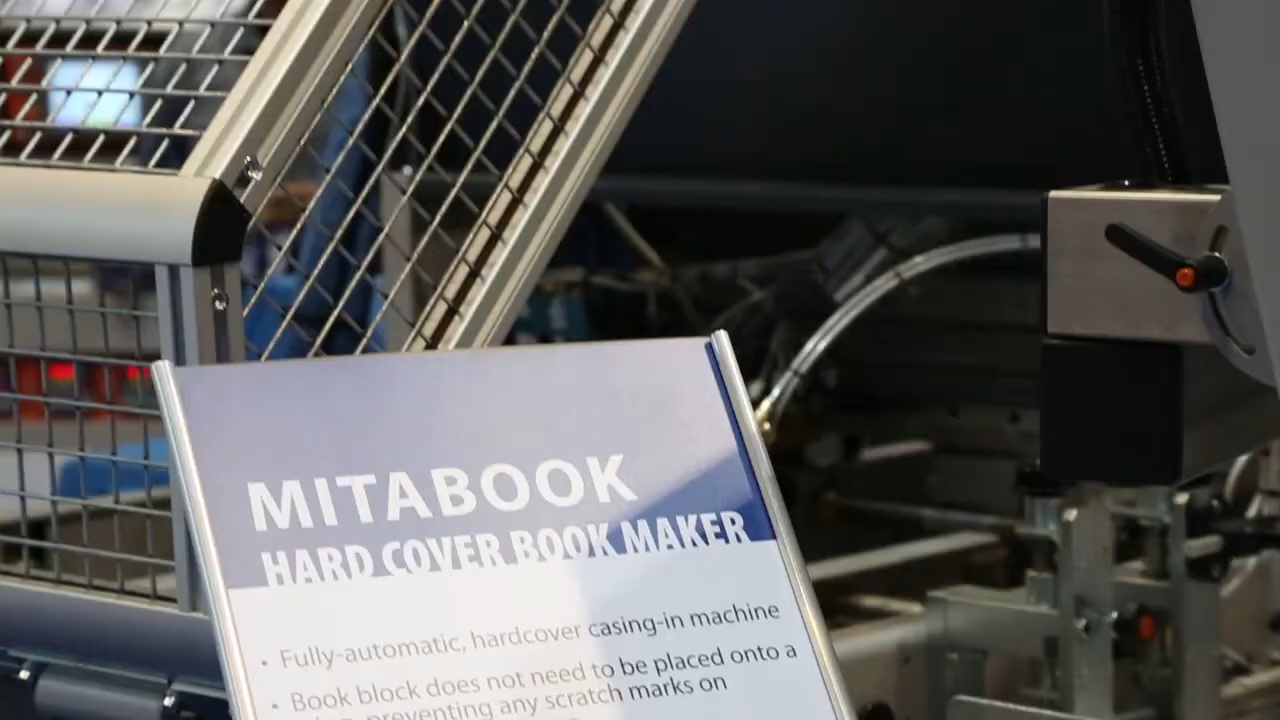 MITABOOK
HARD COVER BOOK MAKER
• Fully-automatic, hardcover casing-in machine
• Book block does not need to be placed onto a
preventing any scratch marks on